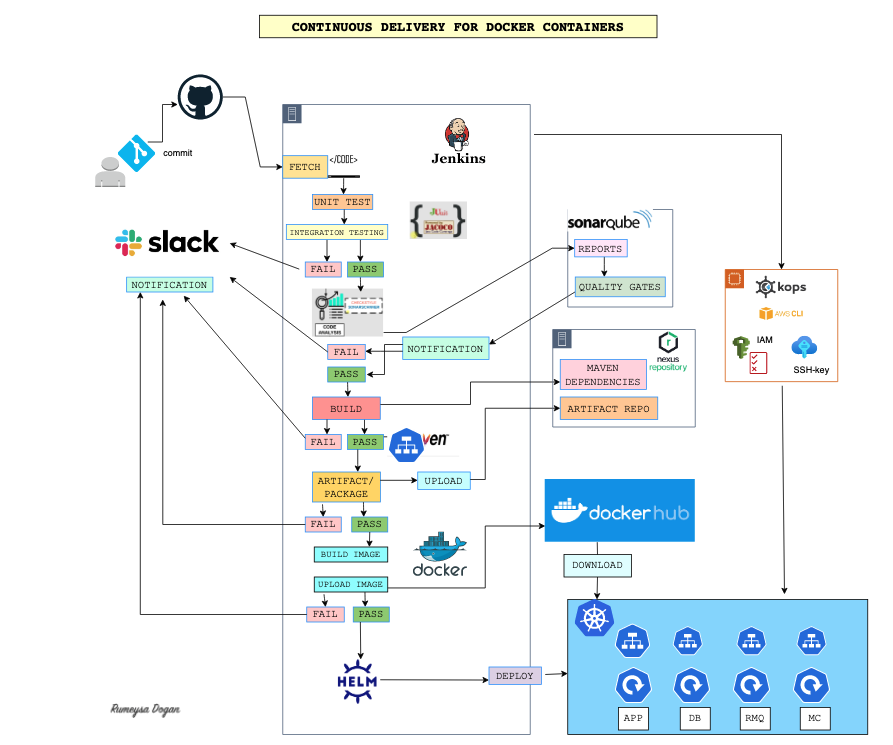 CONTINUOUS DELIVERY FOR DOCKER CONTAINERS
commit
FETCH
</CODE>
Jenkins
UNIT TEST
INTEGRATION TESTING
JUnit
JACOCO
slack
NOTIFICATION
FAIL
PASS
sonarqube
REPORTS
QUALITY GATES
CODE
ANALYSIS
NOTIFICATION
FAIL
PASS
kops
AWS CLI
IAM
SSH-key
nexus
repository
MAVEN
DEPENDENCIES
ARTIFACT REPO
BUILD
FAIL
PASS
ven
ARTIFACT/
PACKAGE
UPLOAD
FAIL
PASS
dockerhub
BUILD IMAGE
docker
DOWNLOAD
UPLOAD IMAGE
FAIL
PASS
HELM
DEPLOY
APP
DB
RMQ
MC
Rumeysa Dogan